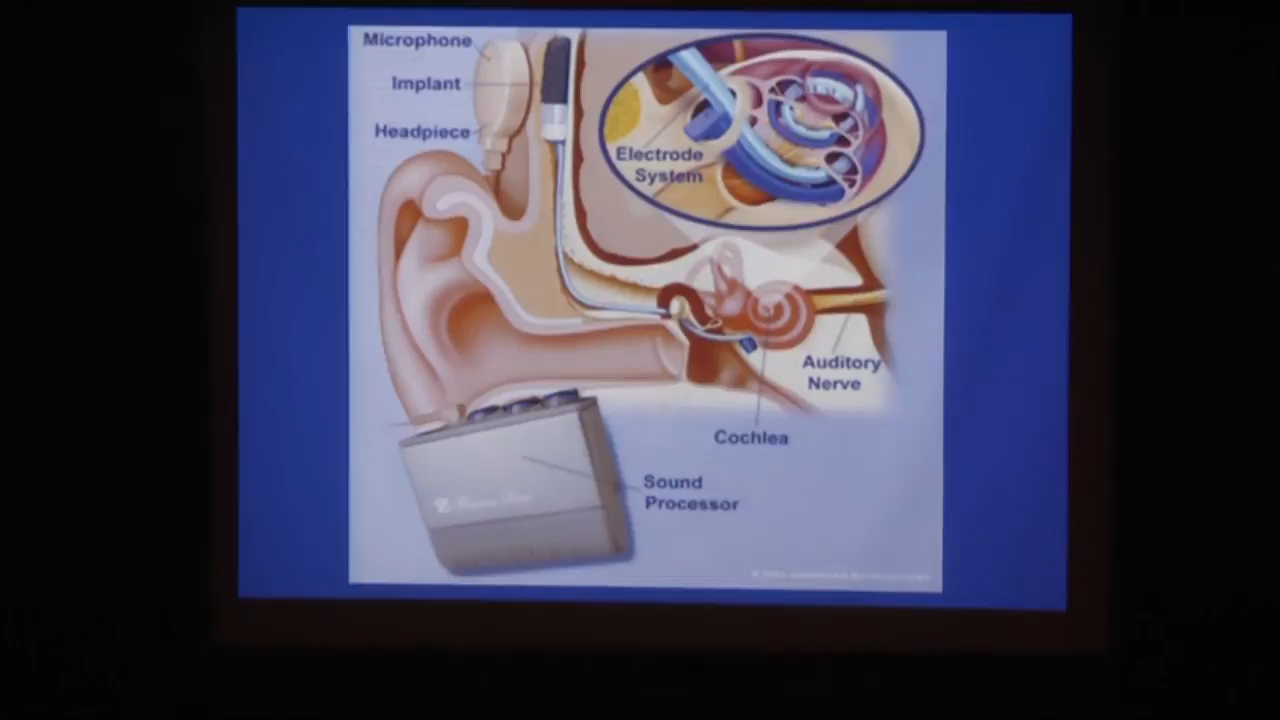 Microphone
Implant
Headpiece
Electrode
System
Auditory
Nerve
Cochlea
Sound
Processor